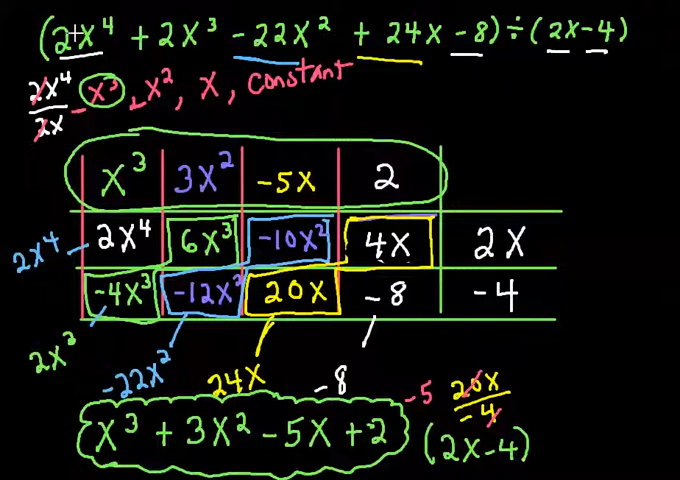 (2x⁴ + 2x³ - 22x² + 24x - 8) ÷ (2x - 4)
2x⁴/2x - x³, x², x, constant
x³ 3x² -5x 2
2x⁴ 2x⁴ 6x³ -10x² 4x 2x
-4x³ -12x² 20x -8 -4
2x³ -22x² 24x -8
-5 20x/-4
x³ + 3x² - 5x + 2 (2x - 4)